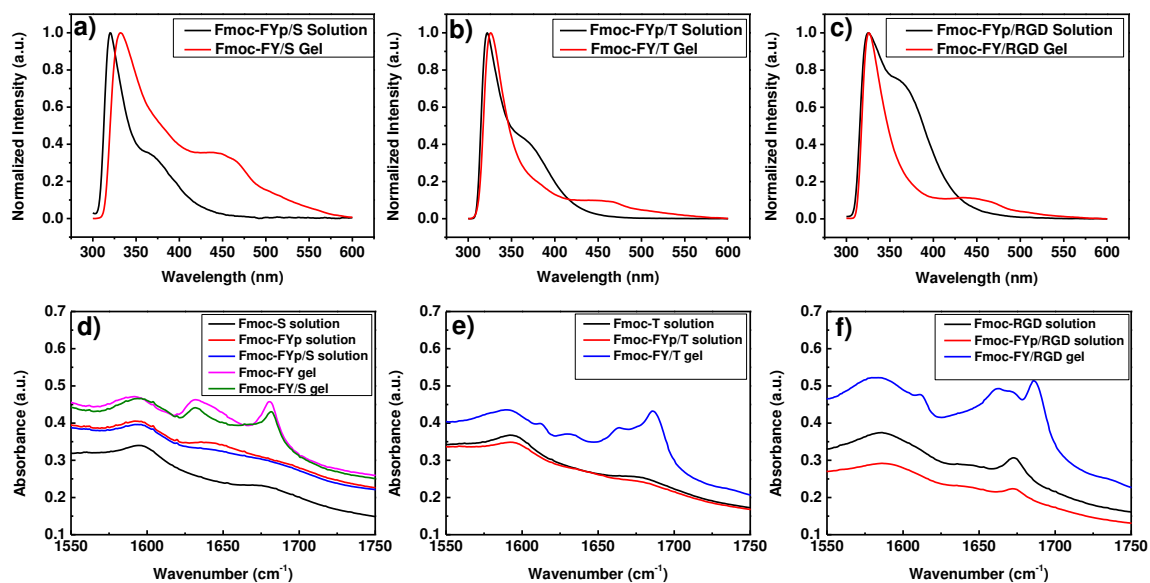 a)
Fmoc-FYp/S Solution
Fmoc-FY/S Gel
Normalized Intensity (a.u.)
1.0
0.8
0.6
0.4
0.2
0.0
300 350 400 450 500 550 600
Wavelength (nm)
b)
Fmoc-FYp/T Solution
Fmoc-FY/T Gel
Normalized Intensity (a.u.)
1.0
0.8
0.6
0.4
0.2
0.0
300 350 400 450 500 550 600
Wavelength (nm)
c)
Fmoc-FYp/RGD Solution
Fmoc-FY/RGD Gel
Normalized Intensity (a.u.)
1.0
0.8
0.6
0.4
0.2
0.0
300 350 400 450 500 550 600
Wavelength (nm)
d)
Fmoc-S solution
Fmoc-FYp solution
Fmoc-FYp/S solution
Fmoc-FY gel
Fmoc-FY/S gel
Absorbance (a.u.)
0.7
0.6
0.5
0.4
0.3
0.2
0.1
1550 1600 1650 1700 1750
Wavenumber (cm-1)
e)
Fmoc-T solution
Fmoc-FYp/T solution
Fmoc-FY/T gel
Absorbance (a.u.)
0.7
0.6
0.5
0.4
0.3
0.2
0.1
1550 1600 1650 1700 1750
Wavenumber (cm-1)
f)
Fmoc-RGD solution
Fmoc-FYp/RGD solution
Fmoc-FY/RGD gel
Absorbance (a.u.)
0.7
0.6
0.5
0.4
0.3
0.2
0.1
1550 1600 1650 1700 1750
Wavenumber (cm-1)